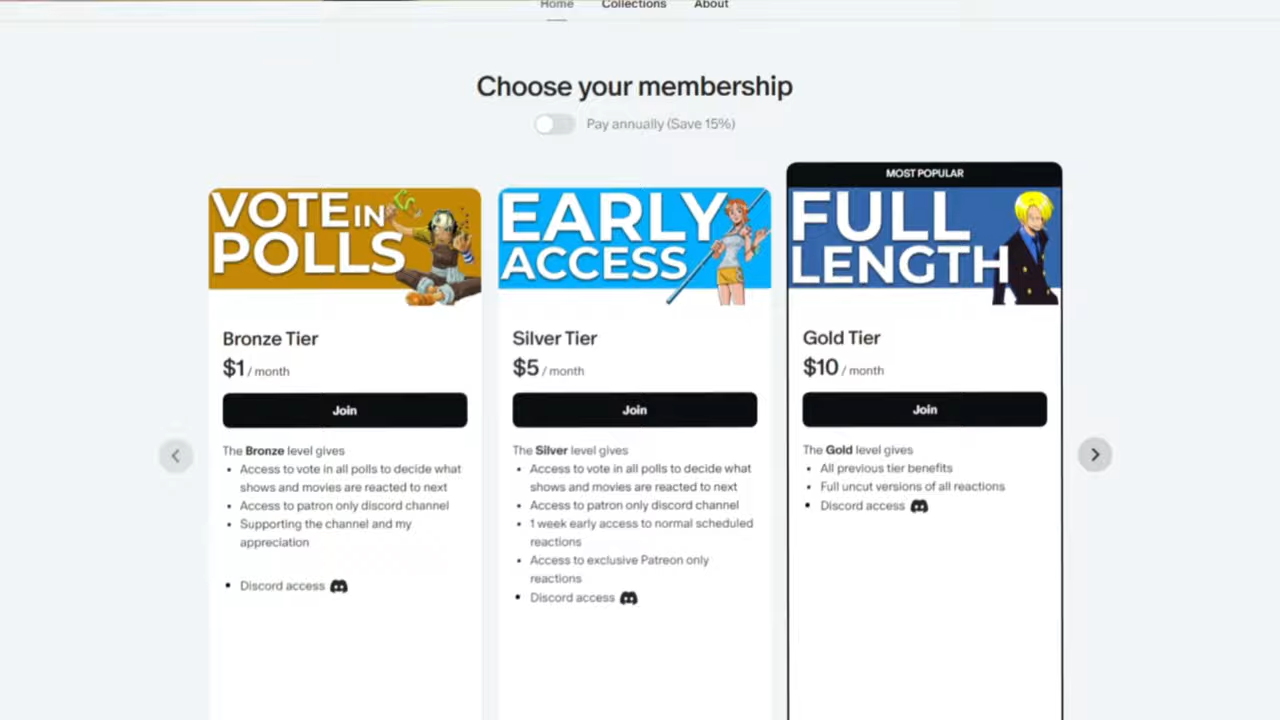 Home Collections About
Choose your membership
Pay annually (Save 15%)
VOTE IN
POLLS
Bronze Tier
$1 / month
Join
The Bronze level gives
• Access to vote in all polls to decide what
shows and movies are reacted to next
• Access to patron only discord channel
• Supporting the channel and my
appreciation
• Discord access
EARLY
ACCESS
Silver Tier
$5 / month
Join
The Silver level gives
• Access to vote in all polls to decide what
shows and movies are reacted to next
• Access to patron only discord channel
• 1 week early access to normal scheduled
reactions
• Access to exclusive Patreon only
reactions
• Discord access
MOST POPULAR
FULL
LENGTH
Gold Tier
$10 / month
Join
The Gold level gives
• All previous tier benefits
• Full uncut versions of all reactions
• Discord access